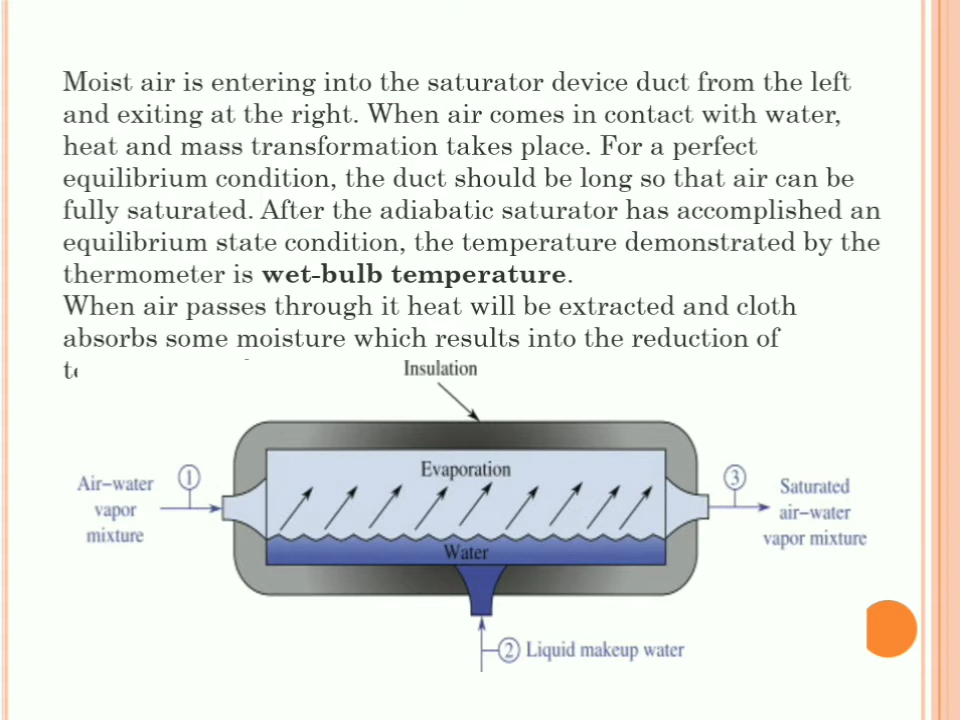 Moist air is entering into the saturator device duct from the left
and exiting at the right. When air comes in contact with water,
heat and mass transformation takes place. For a perfect
equilibrium condition, the duct should be long so that air can be
fully saturated. After the adiabatic saturator has accomplished an
equilibrium state condition, the temperature demonstrated by the
thermometer is wet-bulb temperature.
When air passes through it heat will be extracted and cloth
absorbs some moisture which results into the reduction of
Insulation
Evaporation
1
3
Air–water
vapor
mixture
Saturated
air–water
vapor mixture
Water
2 Liquid makeup water